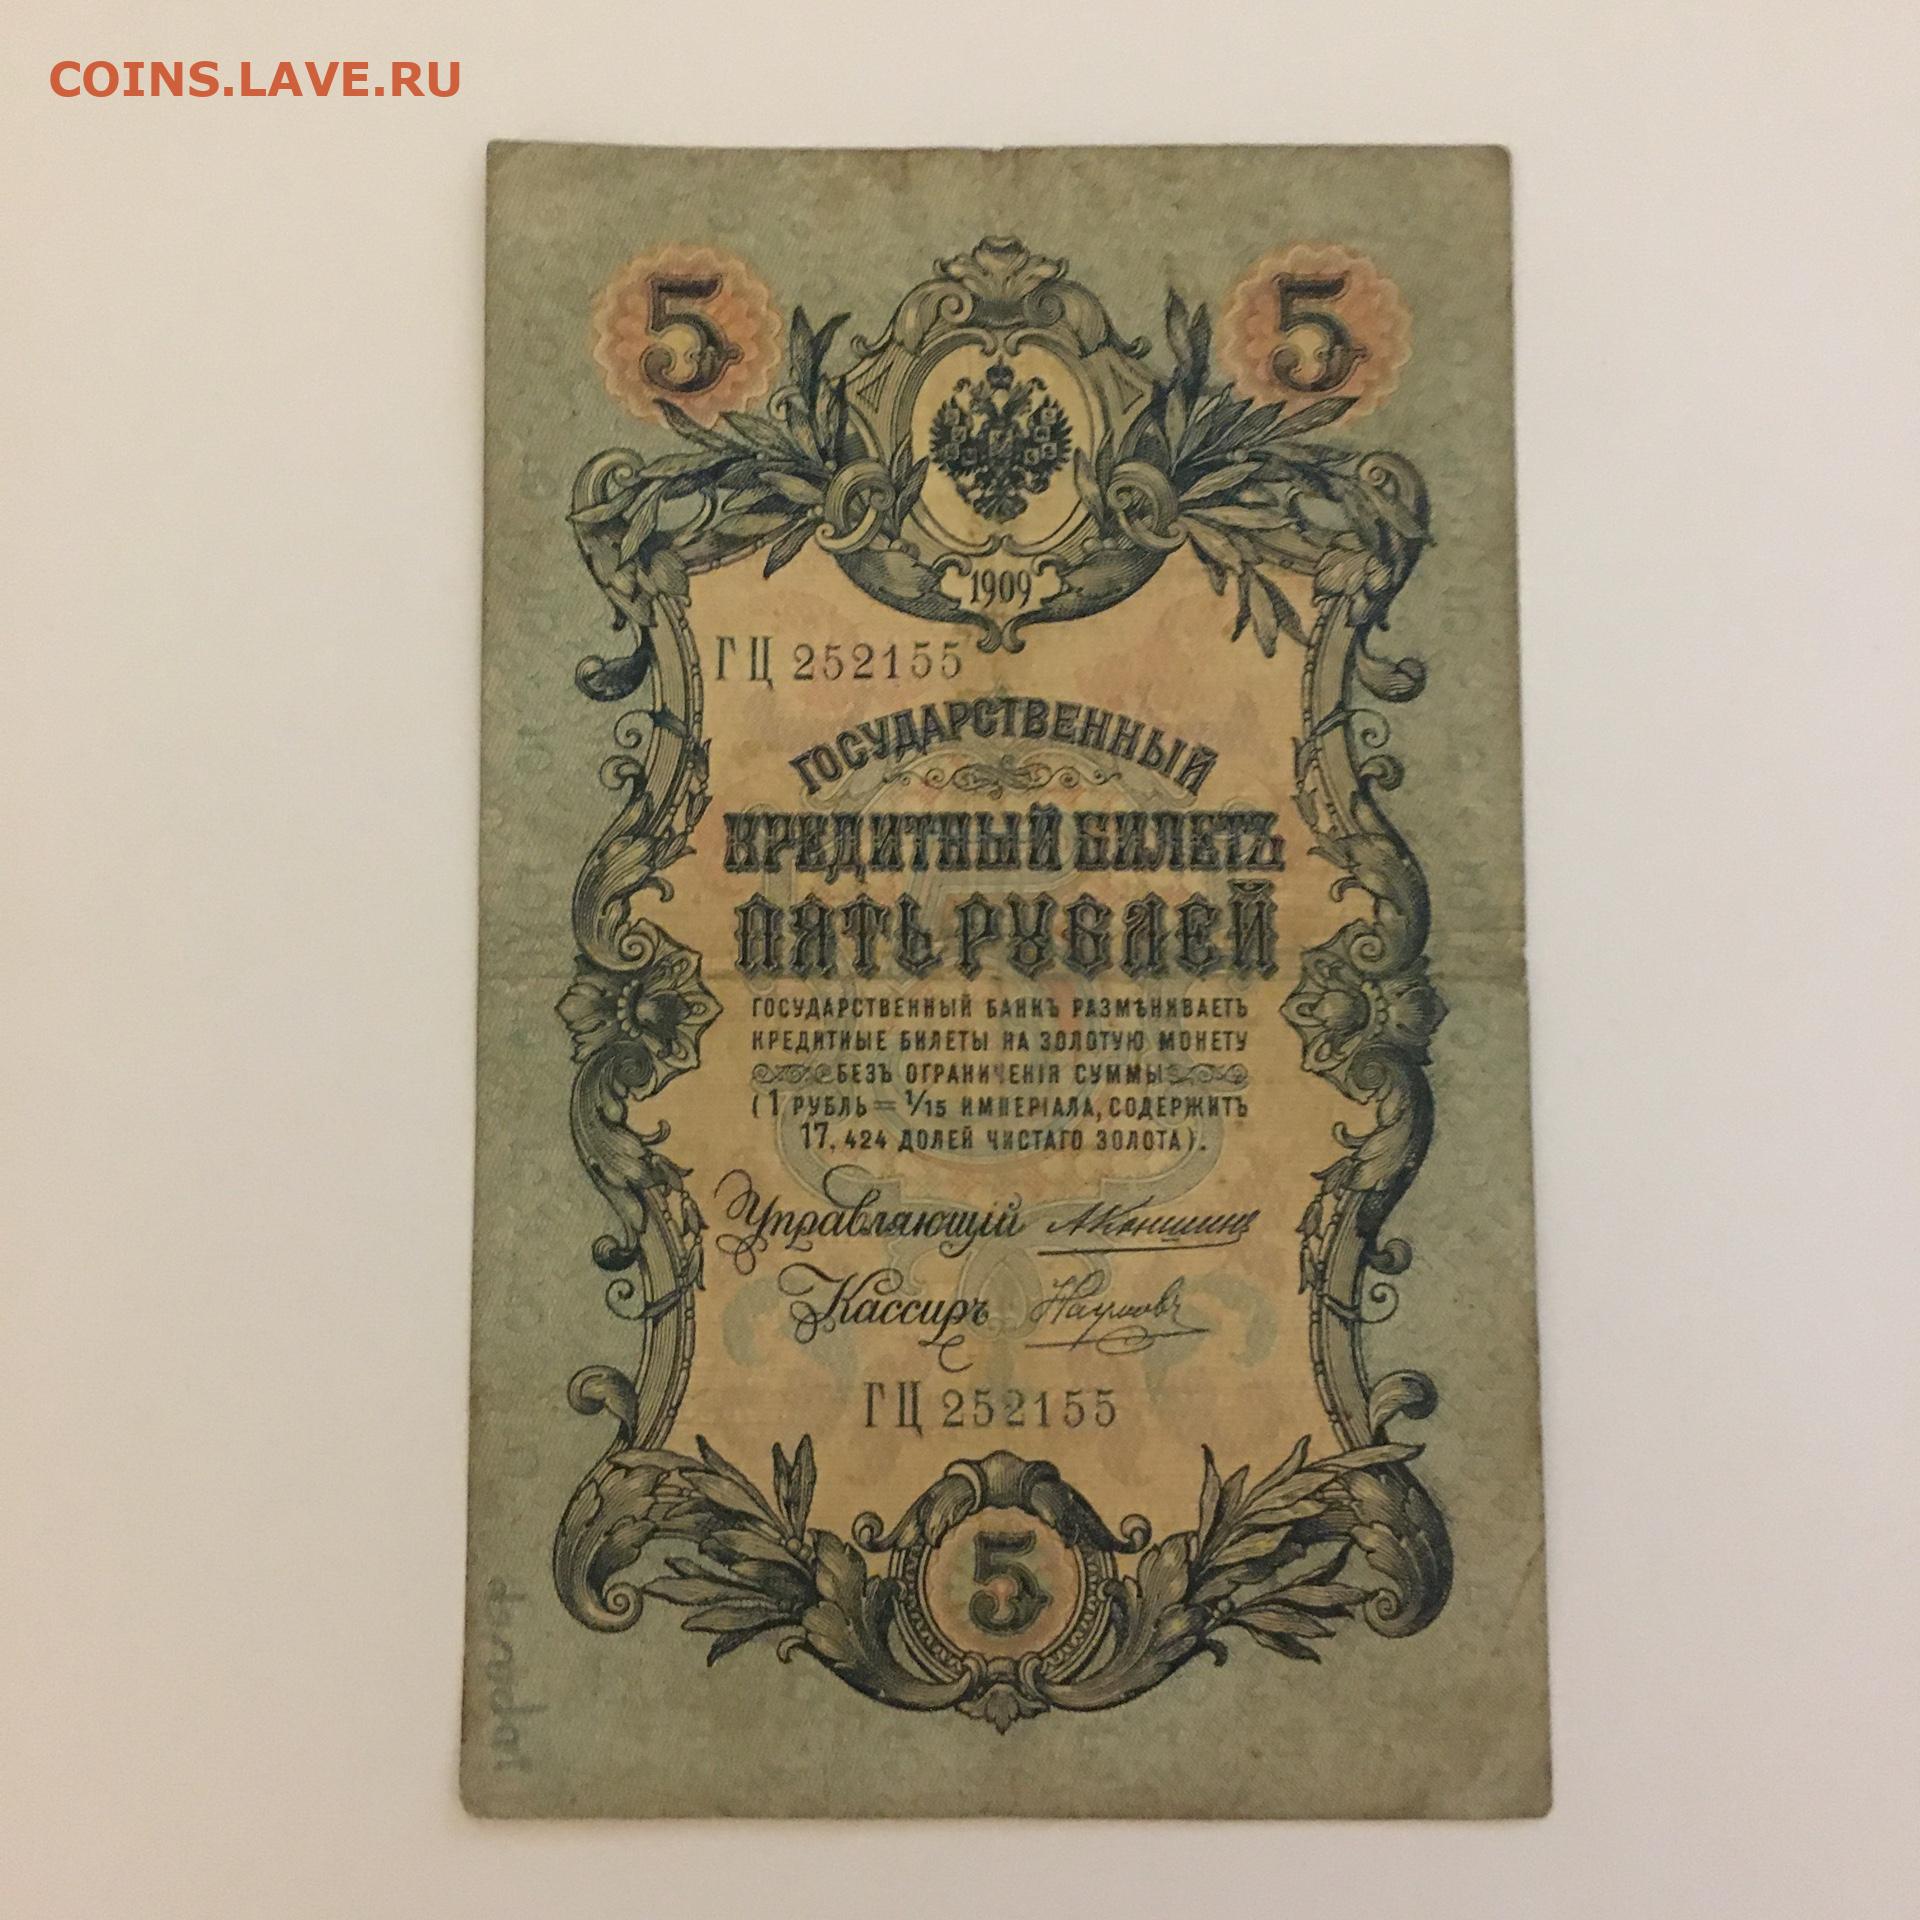 COINS.LAVE.RU
5 5
1909
ГЦ 252155
ГОСУДАРСТВЕННЫЙ
КРЕДИТНЫЙ БИЛЕТЪ
ПЯТЬ РУБЛЕЙ
ГОСУДАРСТВЕННЫЙ БАНКЪ РАЗМѢНИВАЕТЪ
КРЕДИТНЫЕ БИЛЕТЫ НА ЗОЛОТУЮ МОНЕТУ
БЕЗЪ ОГРАНИЧЕНІЯ СУММЫ
(1 РУБЛЬ = 1/15 ИМПЕРІАЛА, СОДЕРЖИТЪ
17,424 ДОЛЕЙ ЧИСТАГО ЗОЛОТА).
Управляющій АКоншинъ
Кассиръ Наумовъ
ГЦ 252155
5